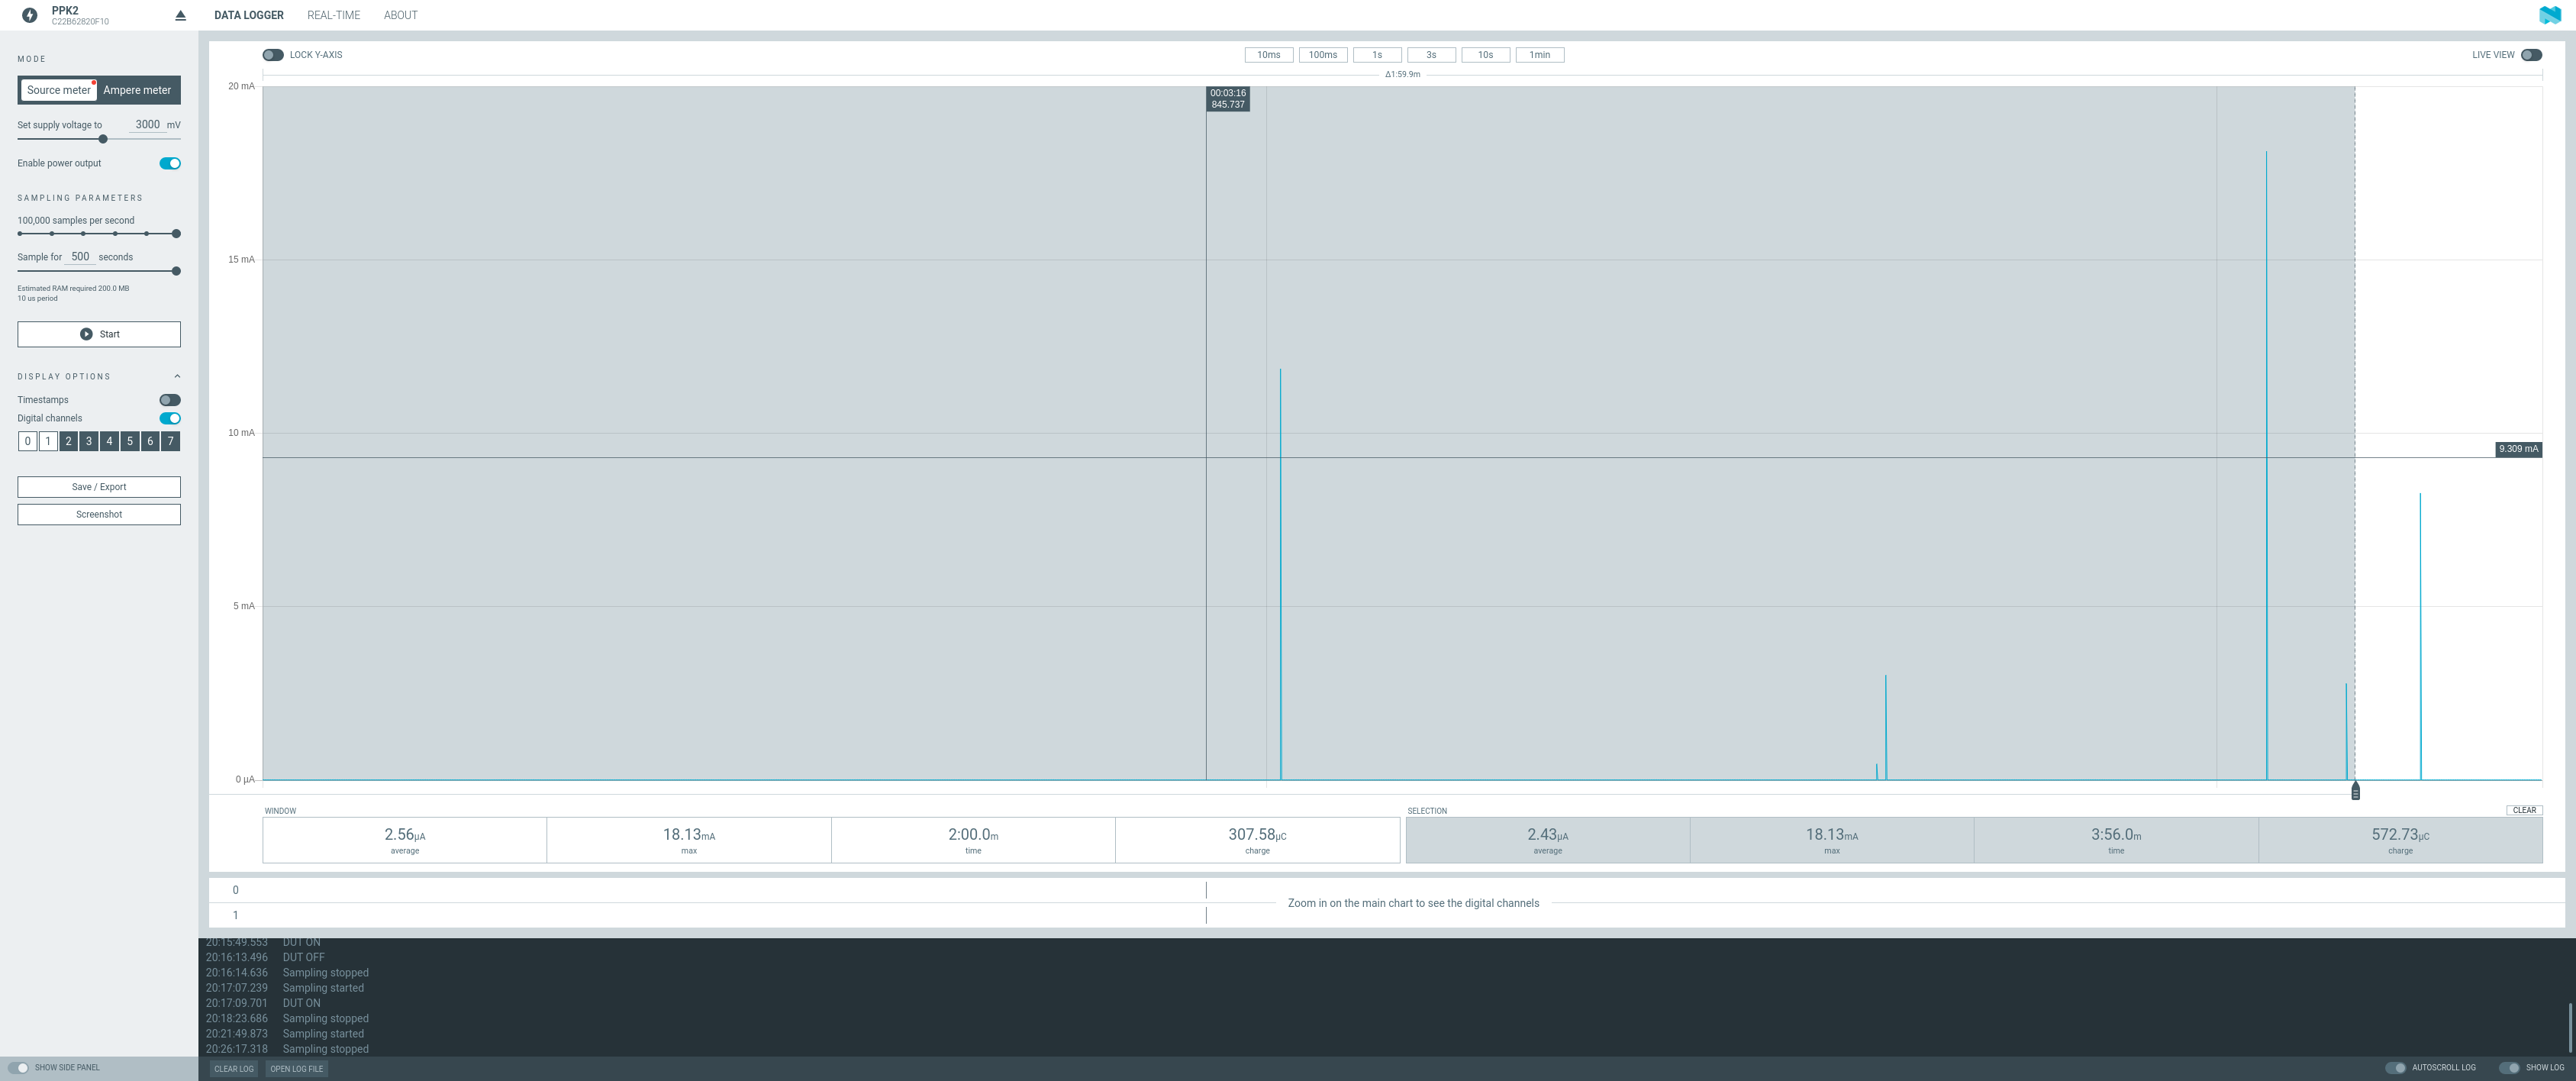 PPK2
C22B62820F10
DATA LOGGER
REAL-TIME
ABOUT
MODE
Source meter
Ampere meter
Set supply voltage to 3000 mV
Enable power output
SAMPLING PARAMETERS
100,000 samples per second
Sample for 500 seconds
Estimated RAM required 200.0 MB
10 us period
Start
DISPLAY OPTIONS
Timestamps
Digital channels
0 1 2 3 4 5 6 7
Save / Export
Screenshot
SHOW SIDE PANEL
LOCK Y-AXIS
10ms 100ms 1s 3s 10s 1min
LIVE VIEW
Δ1:59.9m
20 mA
00:03:16
845.737
15 mA
10 mA
9.309 mA
5 mA
0 µA
WINDOW
2.56µA
average
18.13mA
max
2:00.0m
time
307.58µC
charge
SELECTION
CLEAR
2.43µA
average
18.13mA
max
3:56.0m
time
572.73µC
charge
0
1
Zoom in on the main chart to see the digital channels
20:15:49.553 DUT ON
20:16:13.496 DUT OFF
20:16:14.636 Sampling stopped
20:17:07.239 Sampling started
20:17:09.701 DUT ON
20:18:23.686 Sampling stopped
20:21:49.873 Sampling started
20:26:17.318 Sampling stopped
CLEAR LOG
OPEN LOG FILE
AUTOSCROLL LOG
SHOW LOG